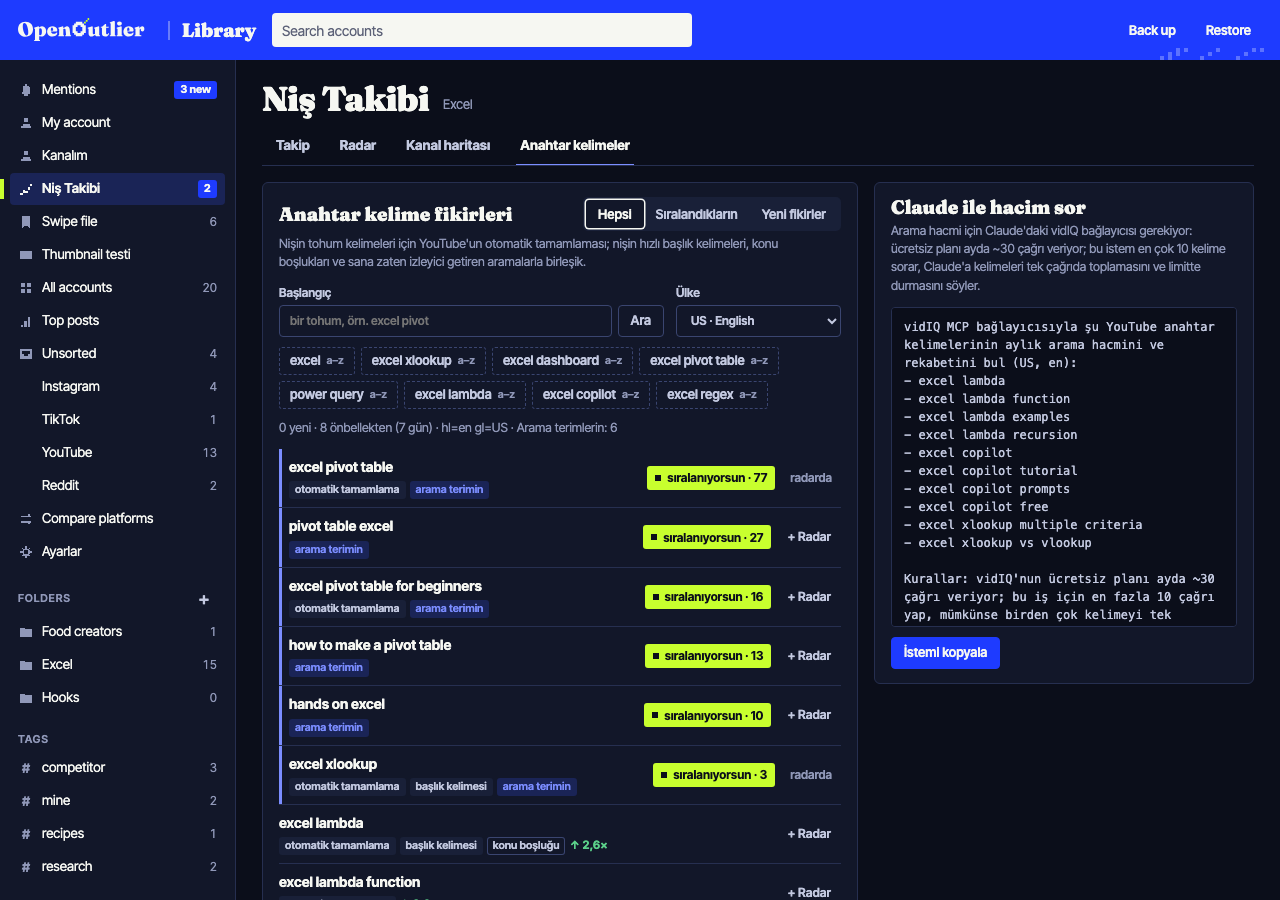 OpenOutlier
Library
Search accounts
Back up
Restore
Mentions
3 new
My account
Kanalım
Niş Takibi
2
Swipe file
6
Thumbnail testi
All accounts
20
Top posts
Unsorted
4
Instagram
4
TikTok
1
YouTube
13
Reddit
2
Compare platforms
Ayarlar
FOLDERS
+
Food creators
1
Excel
15
Hooks
0
TAGS
# competitor
3
# mine
2
# recipes
1
# research
2
Niş Takibi
Excel
Takip
Radar
Kanal haritası
Anahtar kelimeler
Anahtar kelime fikirleri
Hepsi
Sıralandıkların
Yeni fikirler
Nişin tohum kelimeleri için YouTube'un otomatik tamamlaması; nişin hızlı başlık kelimeleri, konu
boşlukları ve sana zaten izleyici getiren aramalarla birleşik.
Başlangıç
Ülke
bir tohum, örn. excel pivot
Ara
US · English
excel a–z
excel xlookup a–z
excel dashboard a–z
excel pivot table a–z
power query a–z
excel lambda a–z
excel copilot a–z
excel regex a–z
0 yeni · 8 önbellekten (7 gün) · hl=en gl=US · Arama terimlerin: 6
excel pivot table
otomatik tamamlama
arama terimin
sıralanıyorsun · 77
radarda
pivot table excel
arama terimin
sıralanıyorsun · 27
+ Radar
excel pivot table for beginners
otomatik tamamlama
arama terimin
sıralanıyorsun · 16
+ Radar
how to make a pivot table
arama terimin
sıralanıyorsun · 13
+ Radar
hands on excel
arama terimin
sıralanıyorsun · 10
+ Radar
excel xlookup
otomatik tamamlama
başlık kelimesi
arama terimin
sıralanıyorsun · 3
radarda
excel lambda
otomatik tamamlama
başlık kelimesi
konu boşluğu
↑ 2,6×
+ Radar
excel lambda function
+ Radar
Claude ile hacim sor
Arama hacmi için Claude'daki vidIQ bağlayıcısı gerekiyor:
ücretsiz planı ayda ~30 çağrı veriyor; bu istem en çok 10 kelime
sorar, Claude'a kelimeleri tek çağrıda toplamasını ve limitte
durmasını söyler.
vidIQ MCP bağlayıcısıyla şu YouTube anahtar
kelimelerinin aylık arama hacmini ve
rekabetini bul (US, en):
– excel lambda
– excel lambda function
– excel lambda examples
– excel lambda recursion
– excel copilot
– excel copilot tutorial
– excel copilot prompts
– excel copilot free
– excel xlookup multiple criteria
– excel xlookup vs vlookup
Kurallar: vidIQ'nun ücretsiz planı ayda ~30
çağrı veriyor; bu iş için en fazla 10 çağrı
yap, mümkünse birden çok kelimeyi tek
İstemi kopyala